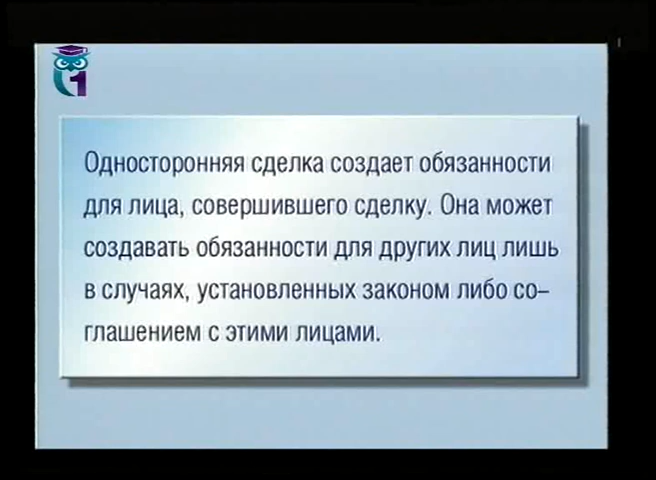 1
Односторонняя сделка создает обязанности
для лица, совершившего сделку. Она может
создавать обязанности для других лиц лишь
в случаях, установленных законом либо со–
глашением с этими лицами.